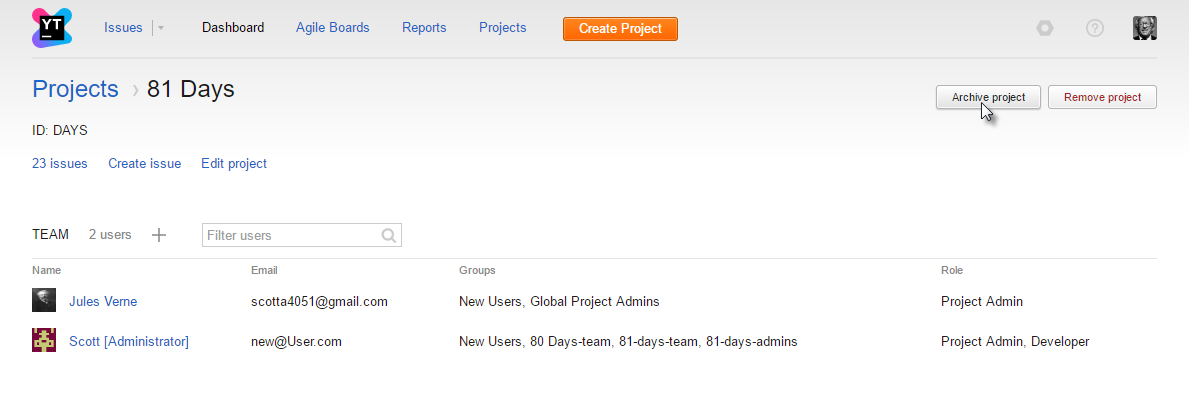 YT
Issues Dashboard Agile Boards Reports Projects Create Project
Projects › 81 Days
Archive project Remove project
ID: DAYS
23 issues Create issue Edit project
TEAM 2 users Filter users
Name Email Groups Role
Jules Verne scotta4051@gmail.com New Users, Global Project Admins Project Admin
Scott [Administrator] new@User.com New Users, 80 Days-team, 81-days-team, 81-days-admins Project Admin, Developer